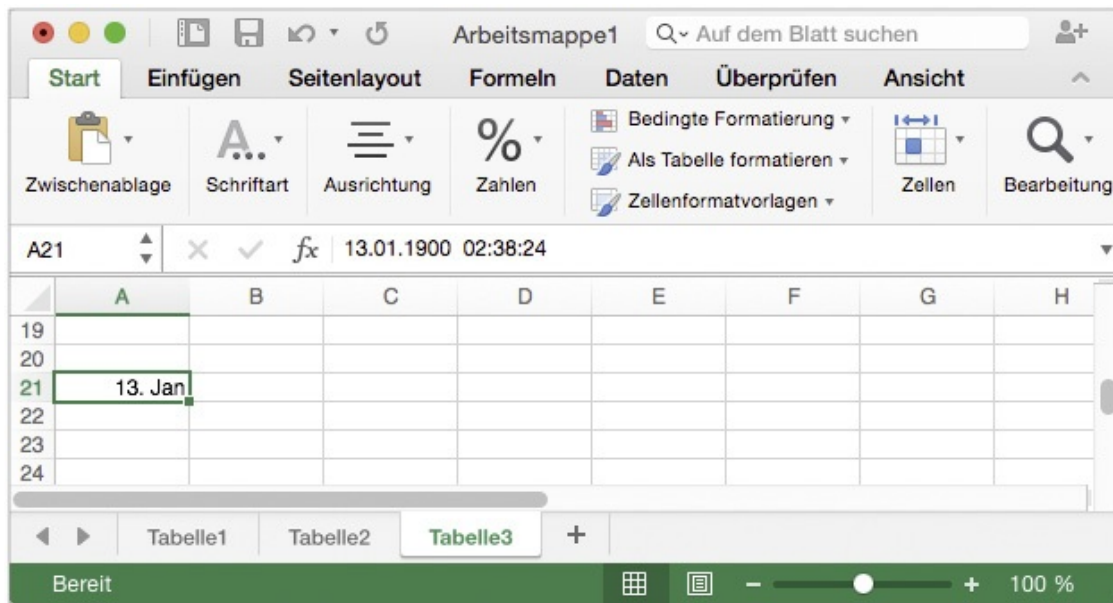 Arbeitsmappe1 Auf dem Blatt suchen
Start Einfügen Seitenlayout Formeln Daten Überprüfen Ansicht
Zwischenablage Schriftart Ausrichtung Zahlen Bedingte Formatierung Als Tabelle formatieren Zellenformatvorlagen Zellen Bearbeitung
A21 fx 13.01.1900 02:38:24
A B C D E F G H
19
20
21 13. Jan
22
23
24
Tabelle1 Tabelle2 Tabelle3 +
Bereit − + 100 %